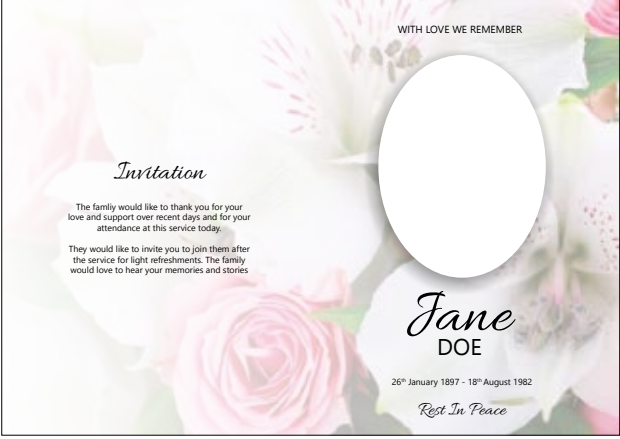 WITH LOVE WE REMEMBER
Invitation
The famliy would like to thank you for your
love and support over recent days and for your
attendance at this service today.
They would like to invite you to join them after
the service for light refreshments. The family
would love to hear your memories and stories
Jane
DOE
26th January 1897 - 18th August 1982
Rest In Peace